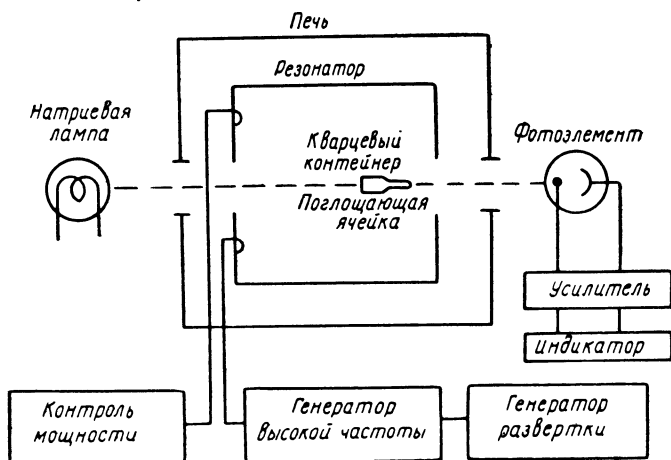 Печь
Резонатор
Натриевая
лампа
Кварцевый
контейнер
Фотоэлемент
Поглощающая
ячейка
Усилитель
Индикатор
Контроль
мощности
Генератор
высокой частоты
Генератор
развертки